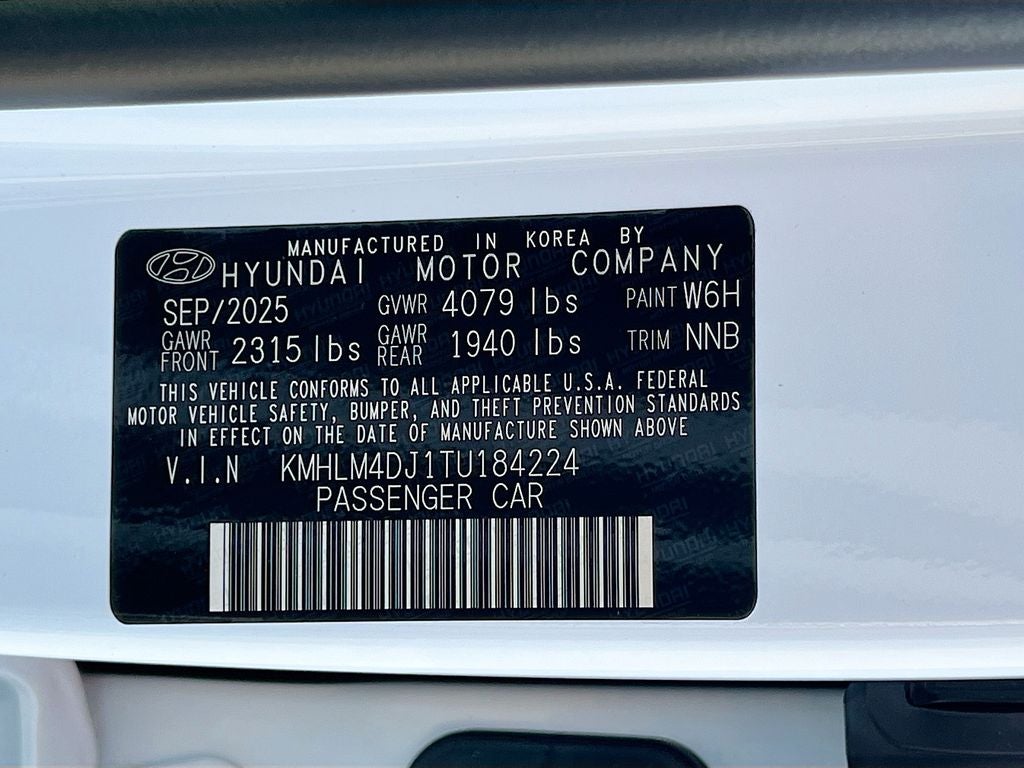 MANUFACTURED IN KOREA BY
HYUNDAI MOTOR COMPANY
SEP/2025 GVWR 4079 lbs PAINT W6H
GAWR FRONT 2315 lbs GAWR REAR 1940 lbs TRIM NNB
THIS VEHICLE CONFORMS TO ALL APPLICABLE U.S.A. FEDERAL
MOTOR VEHICLE SAFETY, BUMPER, AND THEFT PREVENTION STANDARDS
IN EFFECT ON THE DATE OF MANUFACTURE SHOWN ABOVE
V.I.N KMHLM4DJ1TU184224
PASSENGER CAR